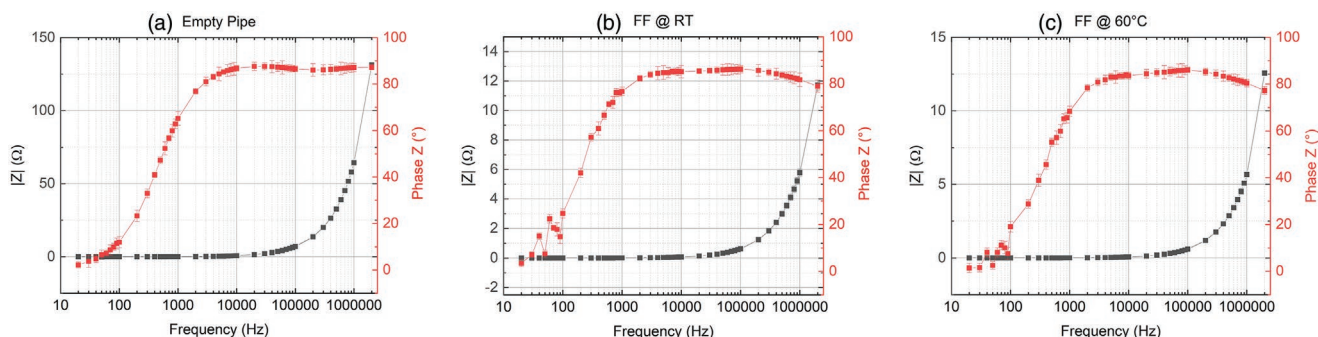 (a) Empty Pipe
150
100
50
0
|Z| (Ω)
100
80
60
40
20
0
Phase Z (°)
10 100 1000 10000 100000 1000000
Frequency (Hz)
(b) FF @ RT
14
12
10
8
6
4
2
0
-2
|Z| (Ω)
100
80
60
40
20
0
Phase Z (°)
10 100 1000 10000 100000 1000000
Frequency (Hz)
(c) FF @ 60°C
15
10
5
0
|Z| (Ω)
100
80
60
40
20
0
Phase Z (°)
10 100 1000 10000 100000 1000000
Frequency (Hz)